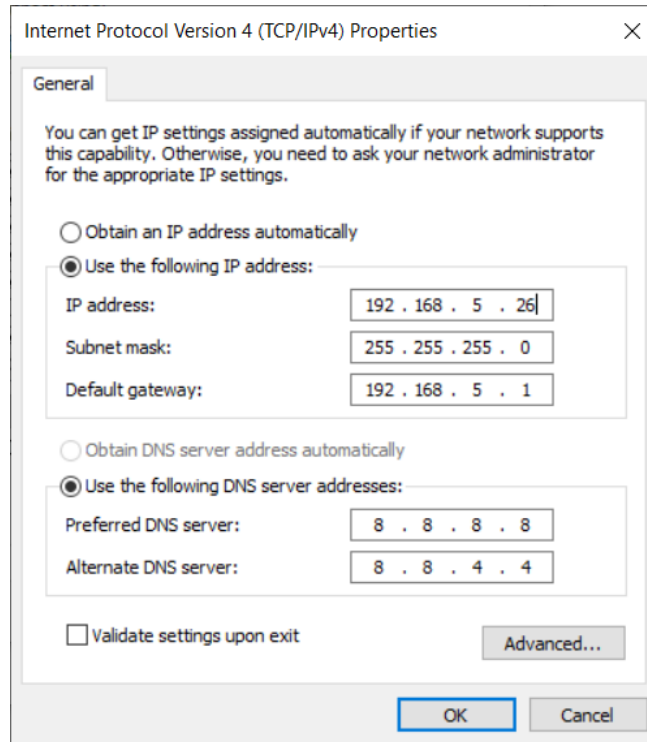 Internet Protocol Version 4 (TCP/IPv4) Properties
General
You can get IP settings assigned automatically if your network supports
this capability. Otherwise, you need to ask your network administrator
for the appropriate IP settings.
Obtain an IP address automatically
Use the following IP address:
IP address: 192 . 168 . 5 . 26
Subnet mask: 255 . 255 . 255 . 0
Default gateway: 192 . 168 . 5 . 1
Obtain DNS server address automatically
Use the following DNS server addresses:
Preferred DNS server: 8 . 8 . 8 . 8
Alternate DNS server: 8 . 8 . 4 . 4
Validate settings upon exit
Advanced...
OK Cancel